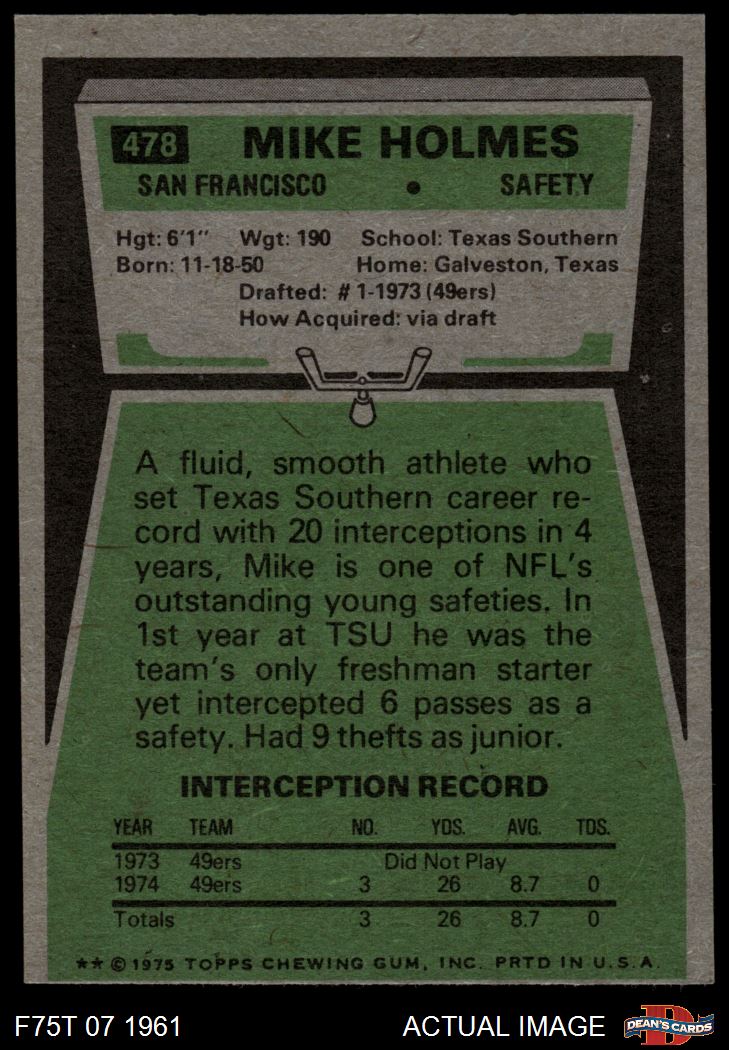 478 MIKE HOLMES
SAN FRANCISCO • SAFETY
Hgt: 6'1" Wgt: 190 School: Texas Southern
Born: 11-18-50 Home: Galveston, Texas
Drafted: #1-1973 (49ers)
How Acquired: via draft
A fluid, smooth athlete who
set Texas Southern career re-
cord with 20 interceptions in 4
years, Mike is one of NFL's
outstanding young safeties. In
1st year at TSU he was the
team's only freshman starter
yet intercepted 6 passes as a
safety. Had 9 thefts as junior.
INTERCEPTION RECORD
YEAR TEAM NO. YDS. AVG. TDS.
1973 49ers Did Not Play
1974 49ers 3 26 8.7 0
Totals 3 26 8.7 0
** © 1975 TOPPS CHEWING GUM, INC. PRTD IN U.S.A.
F75T 07 1961 ACTUAL IMAGE DEAN'S CARDS